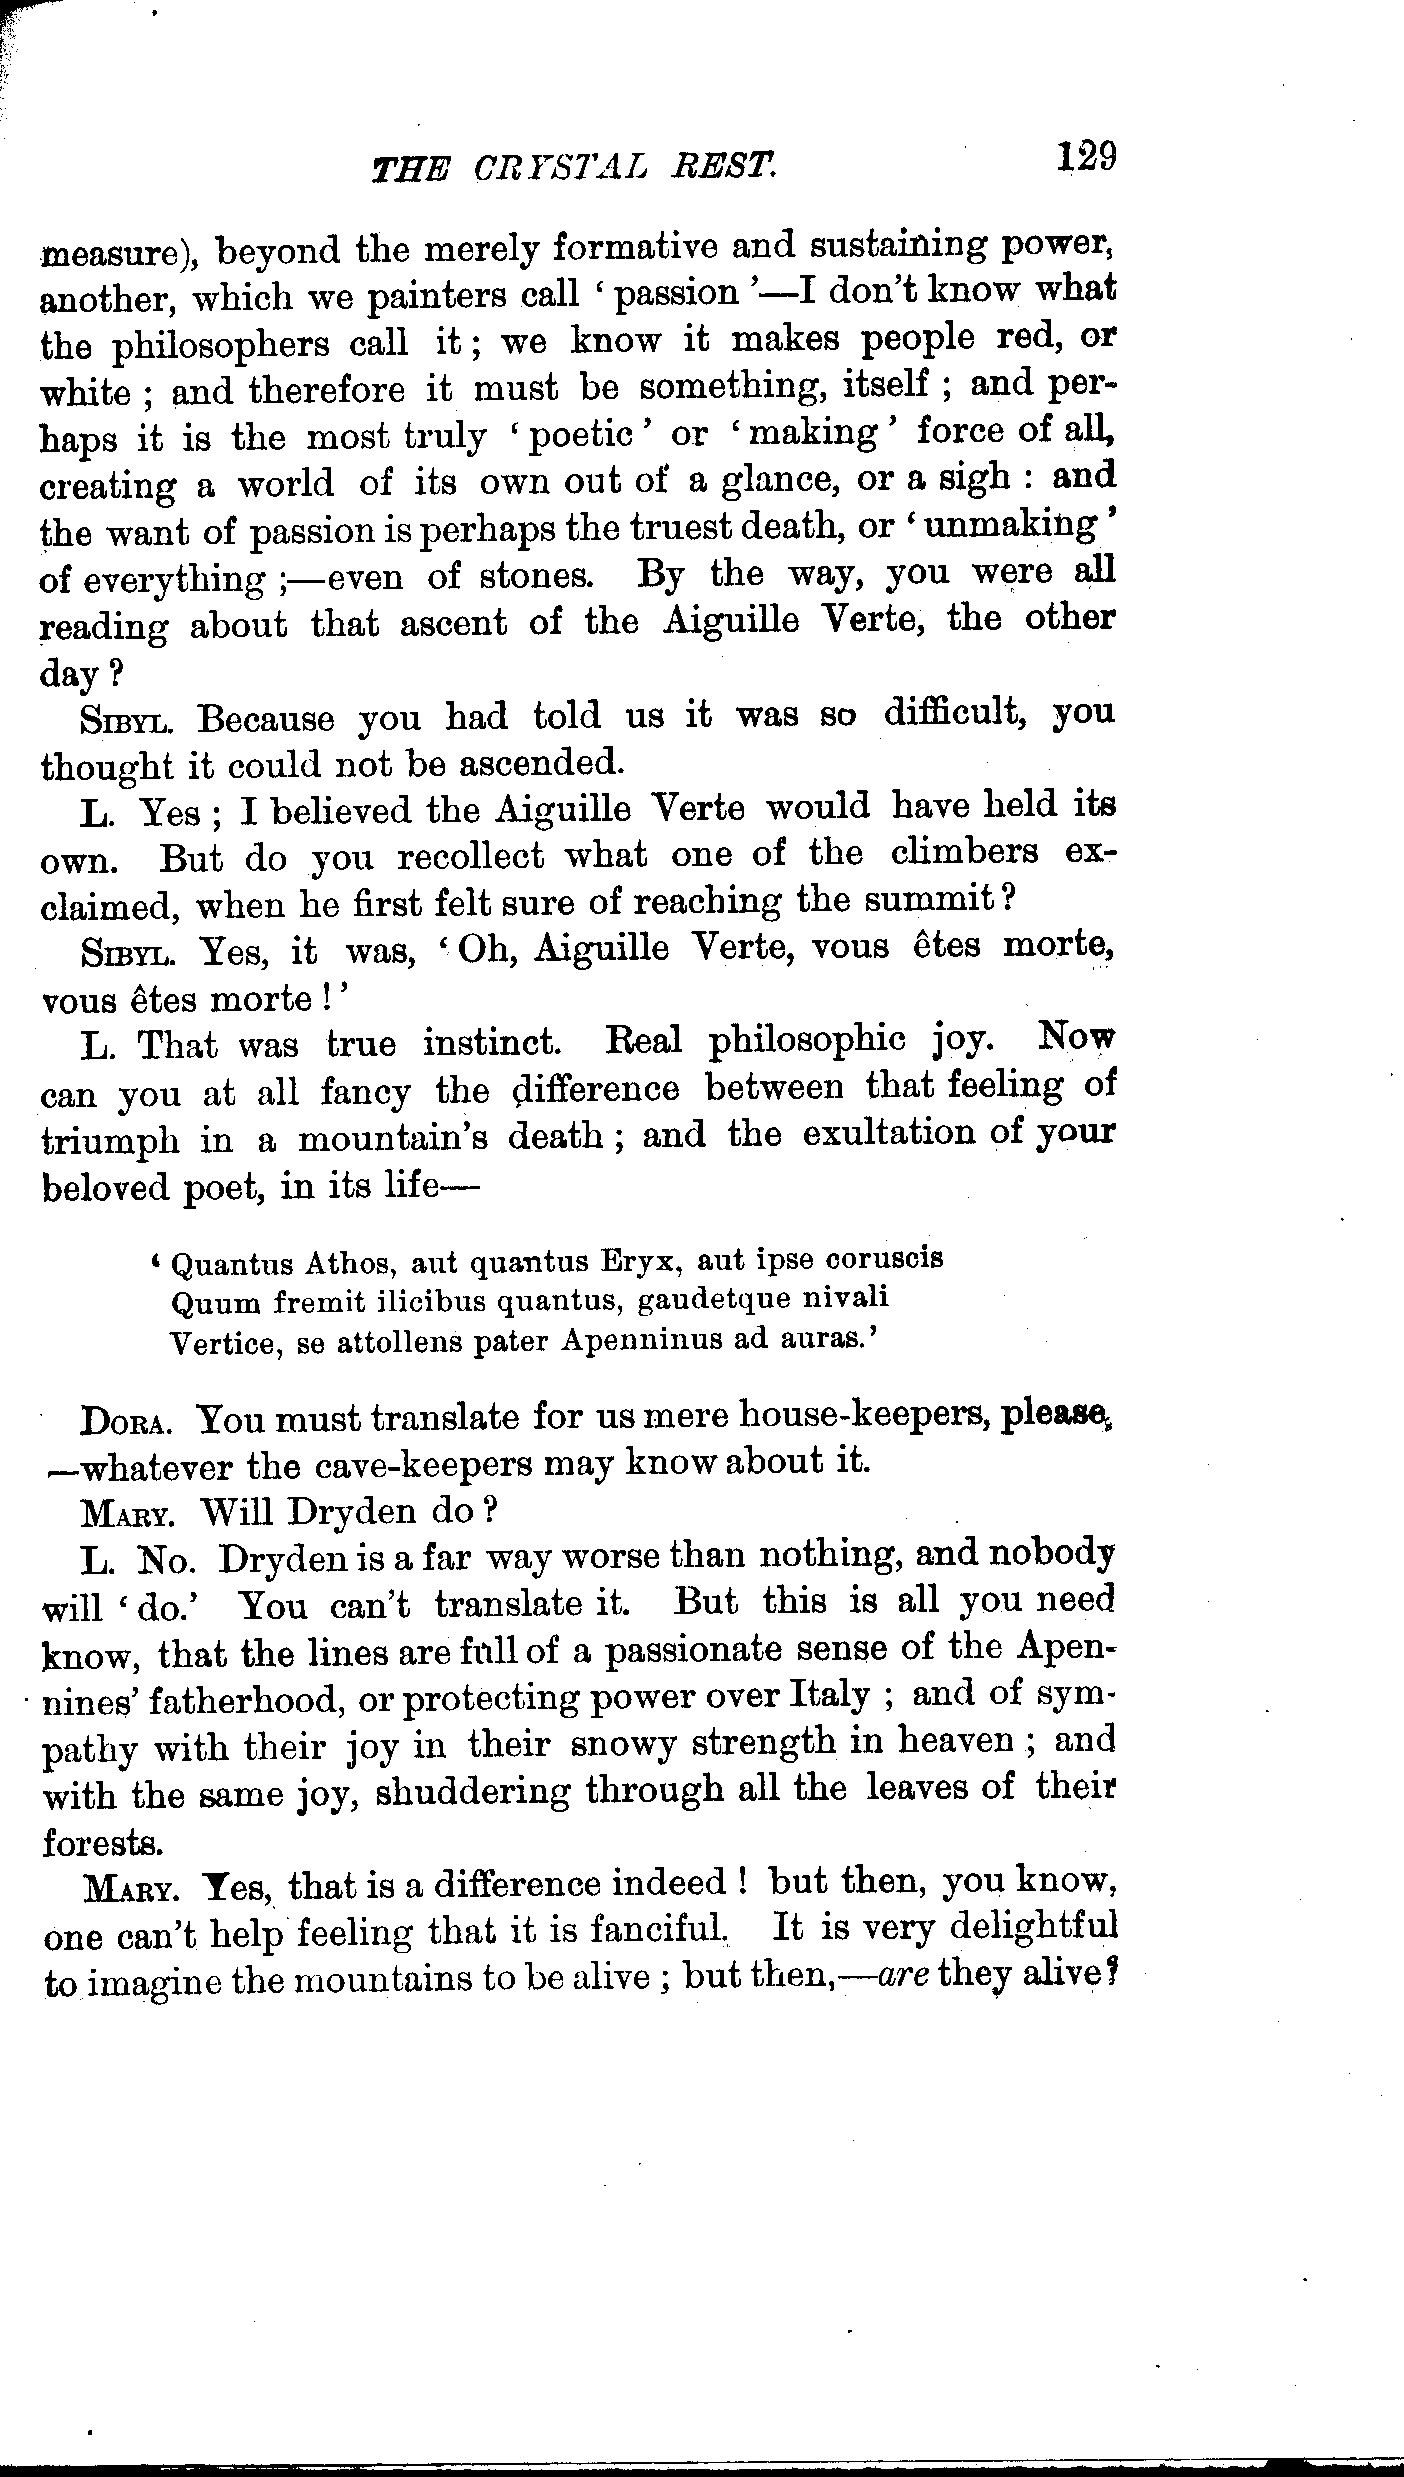 THE CRYSTAL REST. 129
measure), beyond the merely formative and sustaining power,
another, which we painters call ‘ passion ’—I don't know what
the philosophers call it ; we know it makes people red, or
white ; and therefore it must be something, itself ; and per-
haps it is the most truly ‘ poetic ’ or ‘ making ’ force of all,
creating a world of its own out of a glance, or a sigh : and
the want of passion is perhaps the truest death, or ‘ unmaking ’
of everything ;—even of stones. By the way, you were all
reading about that ascent of the Aiguille Verte, the other
day ?
SIBYL. Because you had told us it was so difficult, you
thought it could not be ascended.
L. Yes ; I believed the Aiguille Verte would have held its
own. But do you recollect what one of the climbers ex-
claimed, when he first felt sure of reaching the summit ?
SIBYL. Yes, it was, ‘ Oh, Aiguille Verte, vous êtes morte,
vous êtes morte ! ’
L. That was true instinct. Real philosophic joy. Now
can you at all fancy the difference between that feeling of
triumph in a mountain's death ; and the exultation of your
beloved poet, in its life—
‘ Quantus Athos, aut quantus Eryx, aut ipse coruscis
Quum fremit ilicibus quantus, gaudetque nivali
Vertice, se attollens pater Apenninus ad auras.’
DORA. You must translate for us mere house-keepers, please,
—whatever the cave-keepers may know about it.
MARY. Will Dryden do ?
L. No. Dryden is a far way worse than nothing, and nobody
will ‘ do.’ You can't translate it. But this is all you need
know, that the lines are full of a passionate sense of the Apen-
nines’ fatherhood, or protecting power over Italy ; and of sym-
pathy with their joy in their snowy strength in heaven ; and
with the same joy, shuddering through all the leaves of their
forests.
MARY. Yes, that is a difference indeed ! but then, you know,
one can't help feeling that it is fanciful. It is very delightful
to imagine the mountains to be alive ; but then,—are they alive?